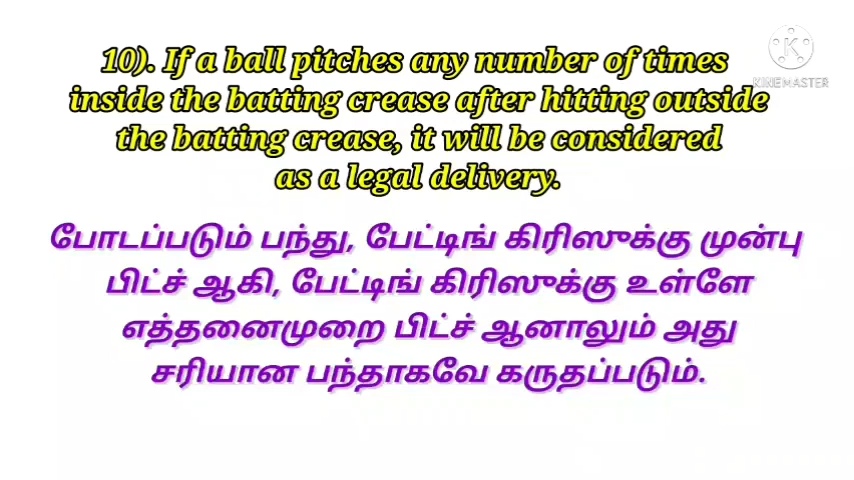 10). If a ball pitches any number of times
inside the batting crease after hitting outside
the batting crease, it will be considered
as a legal delivery.
போடப்படும் பந்து, பேட்டிங் கிரிஸுக்கு முன்பு
பிட்ச் ஆகி, பேட்டிங் கிரிஸுக்கு உள்ளே
எத்தனைமுறை பிட்ச் ஆனாலும் அது
சரியான பந்தாகவே கருதப்படும்.
K
KINEMASTER